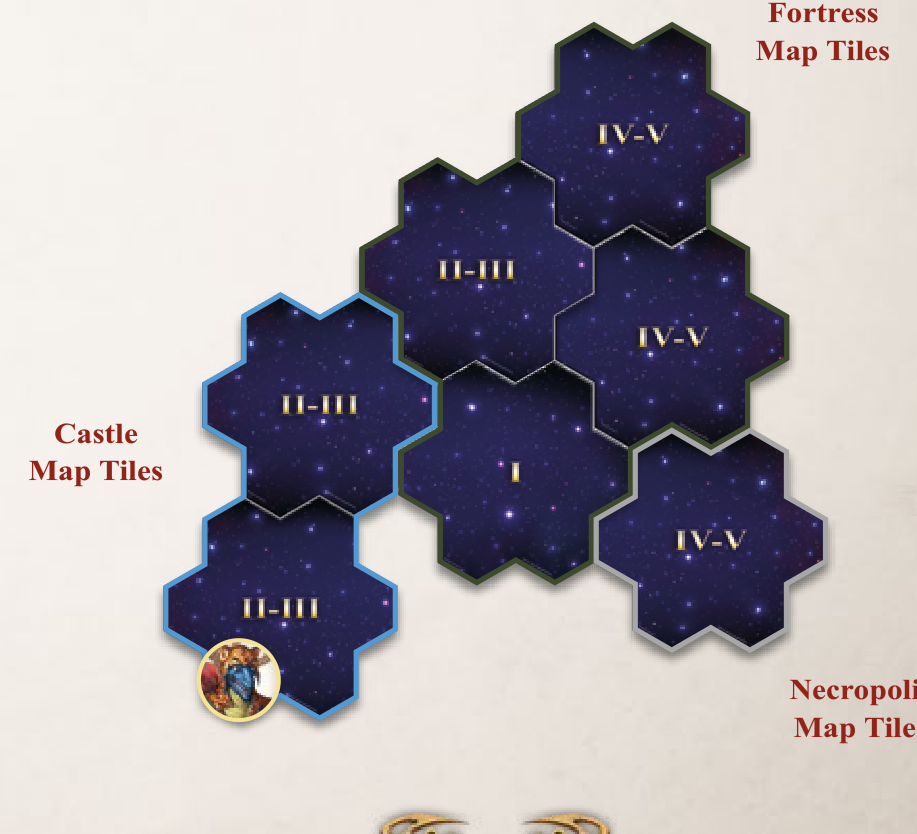 Fortress
Map Tiles
IV-V
II-III
IV-V
II-III
Castle
Map Tiles
I
IV-V
II-III
Necropoli
Map Tile